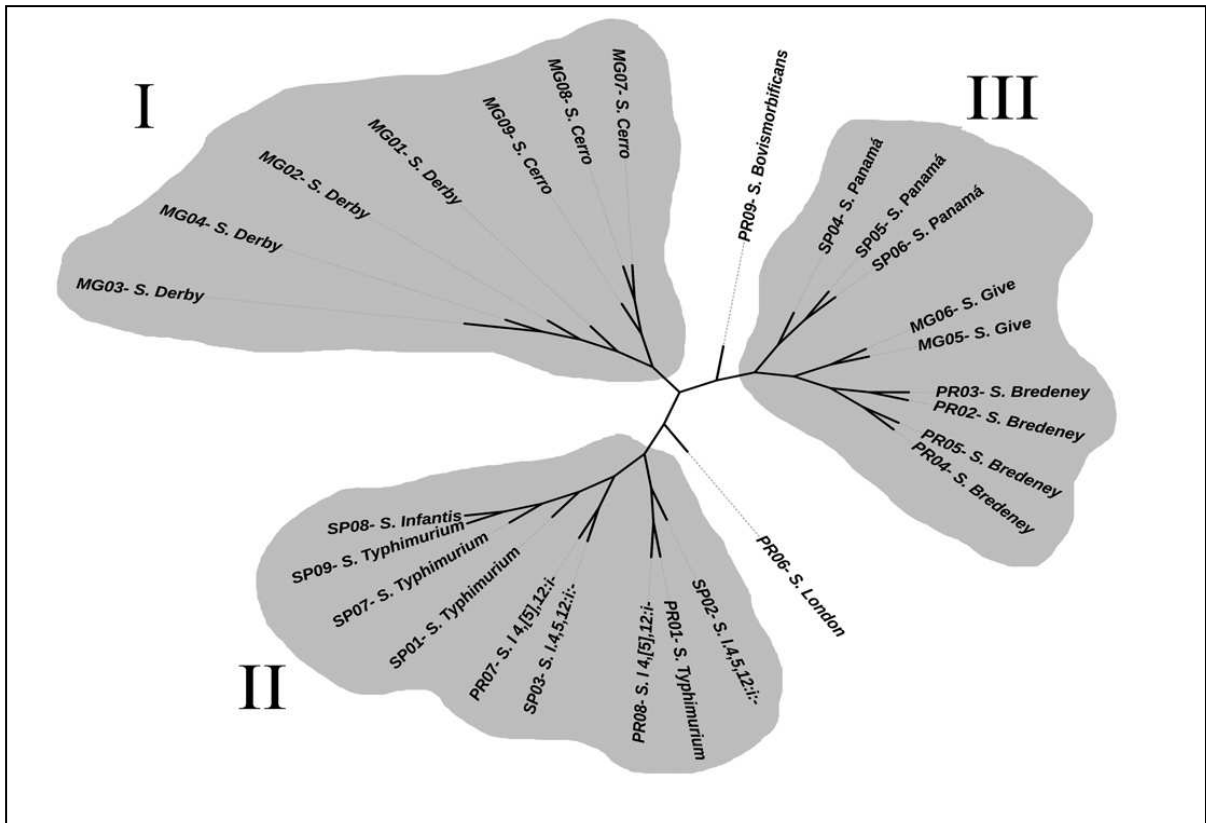 I
MG03- S. Derby
MG04- S. Derby
MG02- S. Derby
MG01- S. Derby
MG09- S. Cerro
MG08- S. Cerro
MG07- S. Cerro
PR09- S. Bovismorbificans
III
SP04- S. Panamá
SP05- S. Panamá
SP06- S. Panamá
MG06- S. Give
MG05- S. Give
PR03- S. Bredeney
PR02- S. Bredeney
PR05- S. Bredeney
PR04- S. Bredeney
PR06- S. London
II
SP08- S. Infantis
SP09- S. Typhimurium
SP07- S. Typhimurium
SP01- S. Typhimurium
PR07- S. I 4,[5],12:i-
SP03- S. I.4,5,12:i:-
PR08- S. I 4,[5],12:i-
PR01- S. Typhimurium
SP02- S. I.4,5,12:i:-